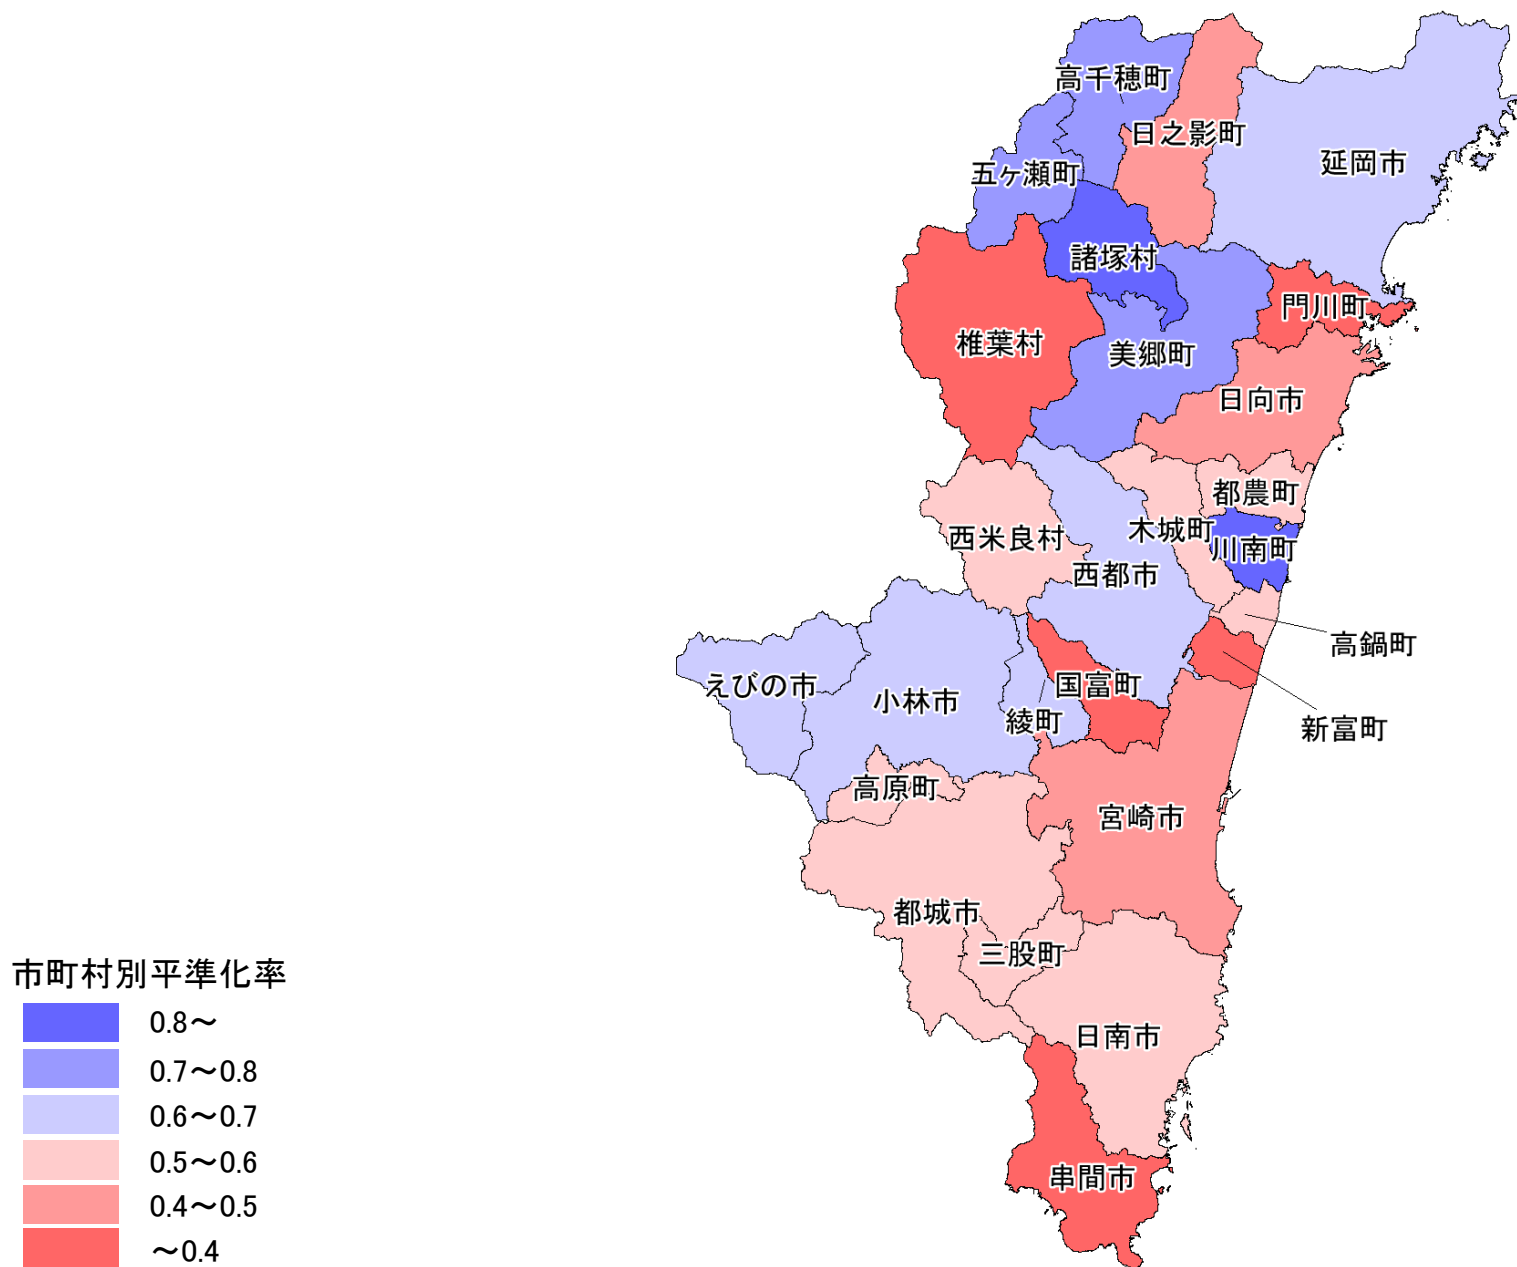 高千穂町
日之影町
延岡市
五ヶ瀬町
諸塚村
門川町
椎葉村
美郷町
日向市
都農町
木城町
西米良村
川南町
西都市
高鍋町
えびの市
国富町
小林市
綾町
新富町
高原町
宮崎市
都城市
三股町
日南市
串間市
市町村別平準化率
0.8～
0.7～0.8
0.6～0.7
0.5～0.6
0.4～0.5
～0.4